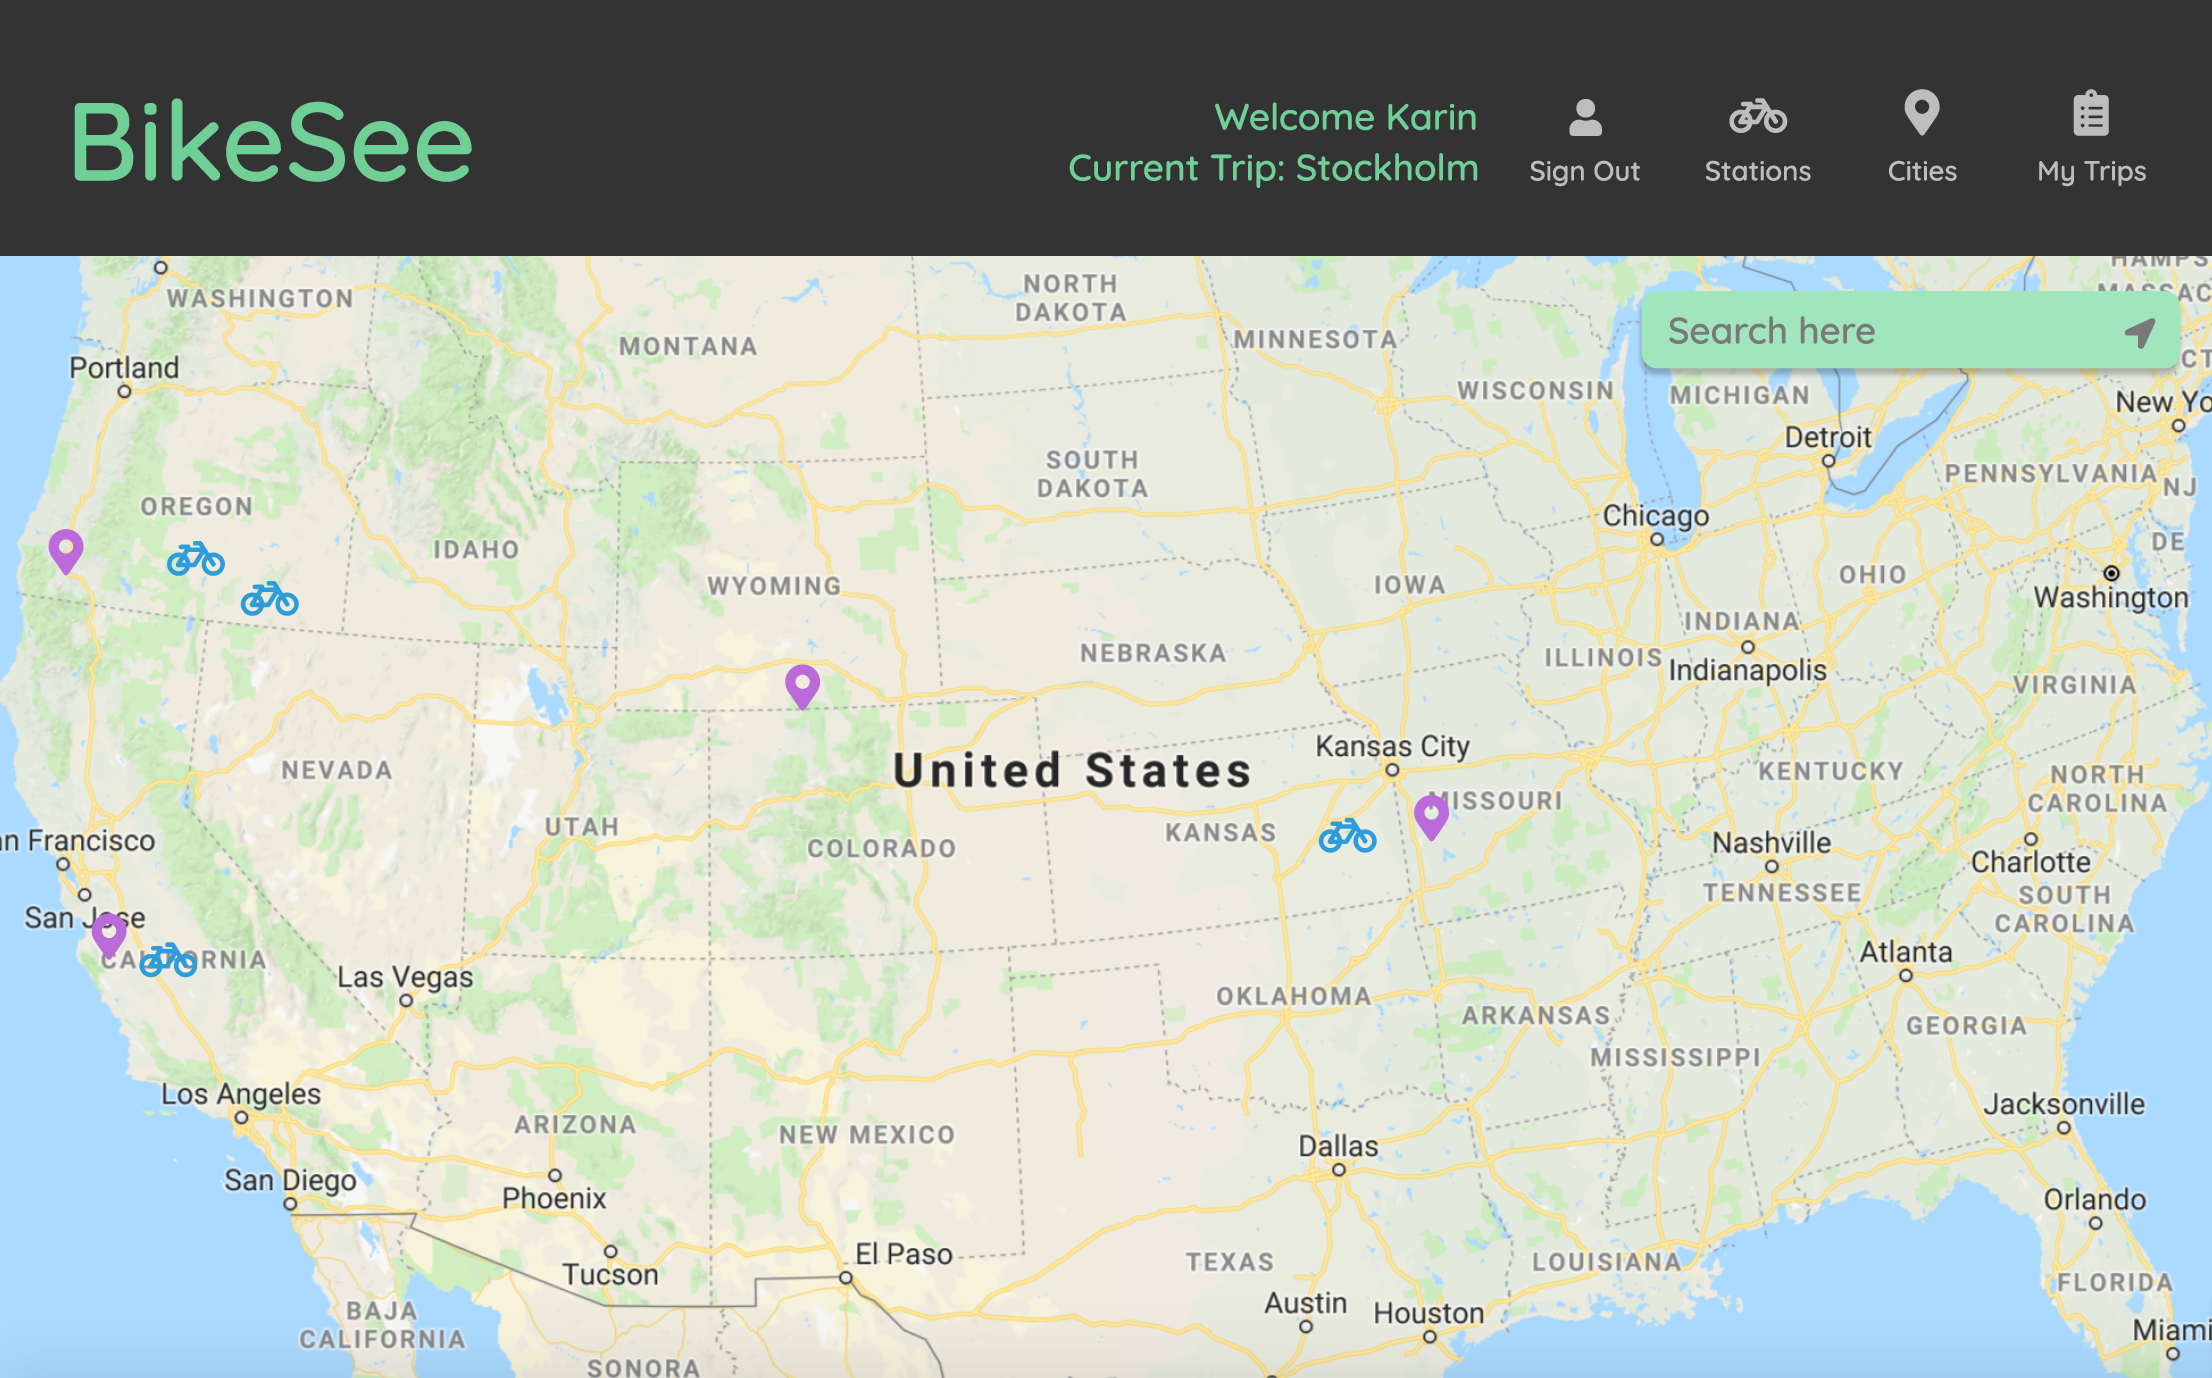 BikeSee
Welcome Karin
Current Trip: Stockholm
Sign Out
Stations
Cities
My Trips
Search here
WASHINGTON
MONTANA
NORTH
DAKOTA
MINNESOTA
WISCONSIN
MICHIGAN
Portland
Detroit
New Yo
CT
PENNSYLVANIA
NJ
OREGON
IDAHO
SOUTH
DAKOTA
Chicago
DE
WYOMING
IOWA
OHIO
Washington
INDIANA
Indianapolis
ILLINOIS
NEBRASKA
VIRGINIA
NEVADA
United States
Kansas City
KENTUCKY
NORTH
CAROLINA
UTAH
COLORADO
KANSAS
MISSOURI
Nashville
TENNESSEE
Charlotte
SOUTH
CAROLINA
an Francisco
San Jose
CALIFORNIA
Las Vegas
OKLAHOMA
ARKANSAS
Atlanta
GEORGIA
MISSISSIPPI
Los Angeles
ARIZONA
NEW MEXICO
Dallas
Jacksonville
San Diego
Phoenix
Tucson
El Paso
TEXAS
LOUISIANA
Orlando
FLORIDA
Austin
Houston
Miami
BAJA
CALIFORNIA
SONORA